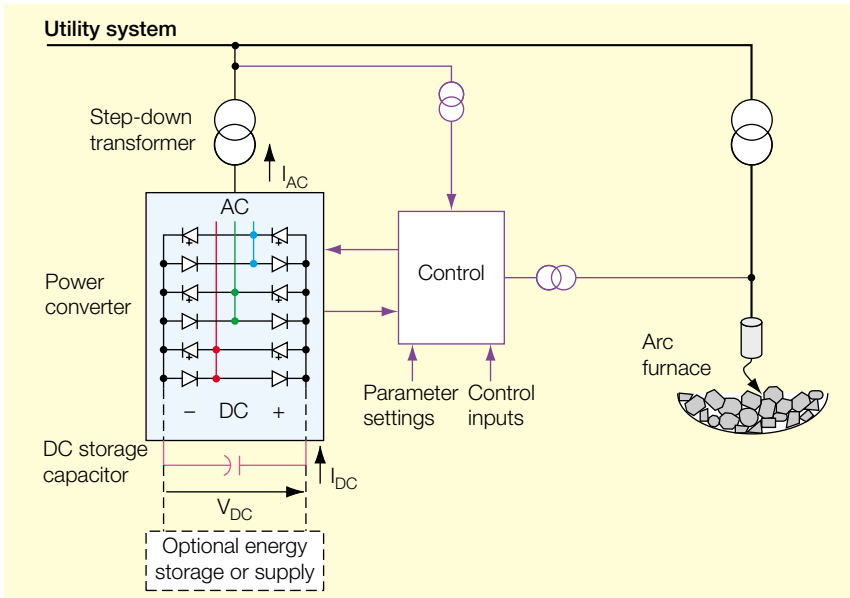 Utility system
Step-down
transformer
I_AC
AC
Power
converter
Control
Arc
furnace
Parameter
settings
Control
inputs
– DC +
DC storage
capacitor
I_DC
V_DC
Optional energy
storage or supply